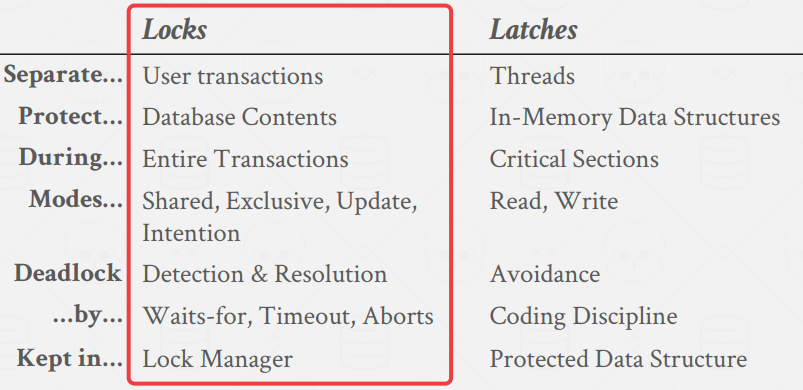 Locks Latches
Separate... User transactions Threads
Protect... Database Contents In-Memory Data Structures
During... Entire Transactions Critical Sections
Modes... Shared, Exclusive, Update, Read, Write
Intention
Deadlock Detection & Resolution Avoidance
...by... Waits-for, Timeout, Aborts Coding Discipline
Kept in... Lock Manager Protected Data Structure